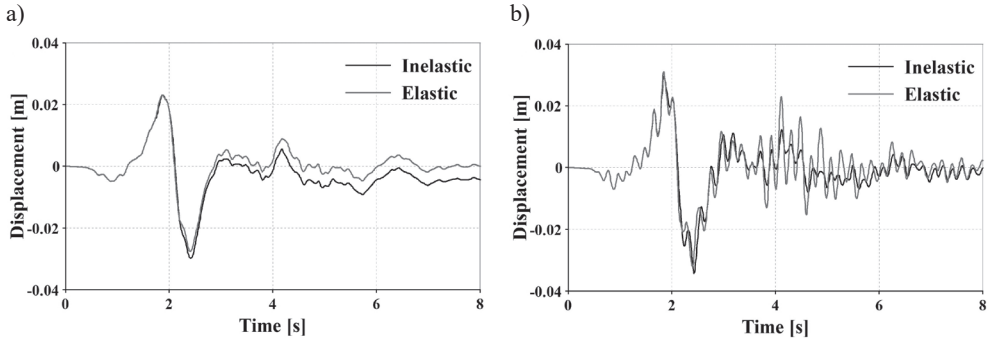 a)
0.04
0.02
0
-0.02
-0.04
Displacement [m]
Inelastic
Elastic
0 2 4 6 8
Time [s]
b)
0.04
0.02
0
-0.02
-0.04
Displacement [m]
Inelastic
Elastic
0 2 4 6 8
Time [s]